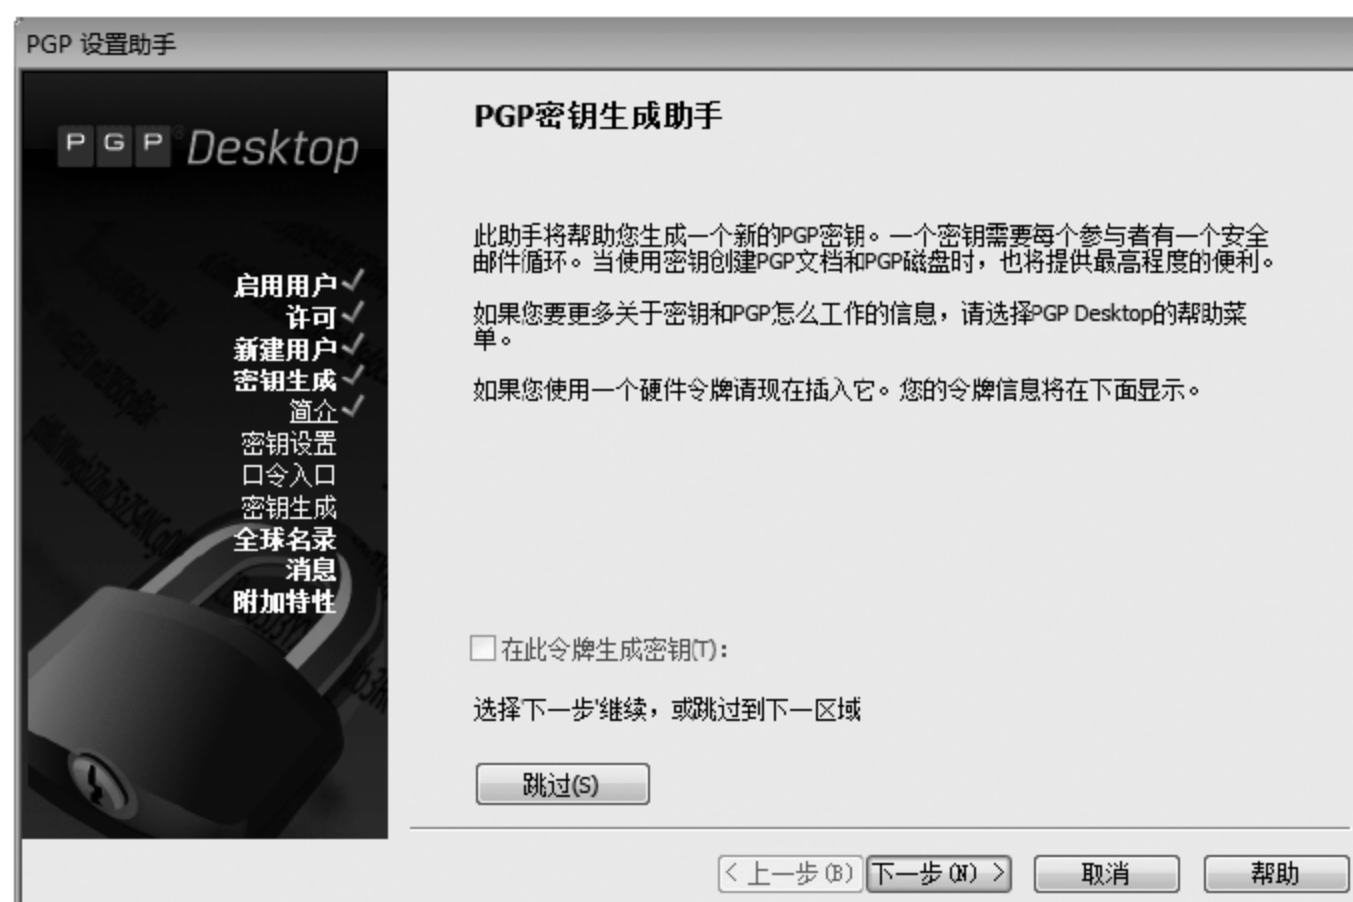 PGP 设置助手
PGP® Desktop
启用用户
许可
新建用户
密钥生成
简介
密钥设置
口令入口
密钥生成
全球名录
消息
附加特性
PGP密钥生成助手
此助手将帮助您生成一个新的PGP密钥。一个密钥需要每个参与者有一个安全
邮件循环。当使用密钥创建PGP文档和PGP磁盘时，也将提供最高程度的便利。
如果您要更多关于密钥和PGP怎么工作的信息，请选择PGP Desktop的帮助菜
单。
如果您使用一个硬件令牌请现在插入它。您的令牌信息将在下面显示。
在此令牌生成密钥(T)：
选择'下一步'继续，或跳过到下一区域
跳过(S)
< 上一步(B)
下一步(N) >
取消
帮助